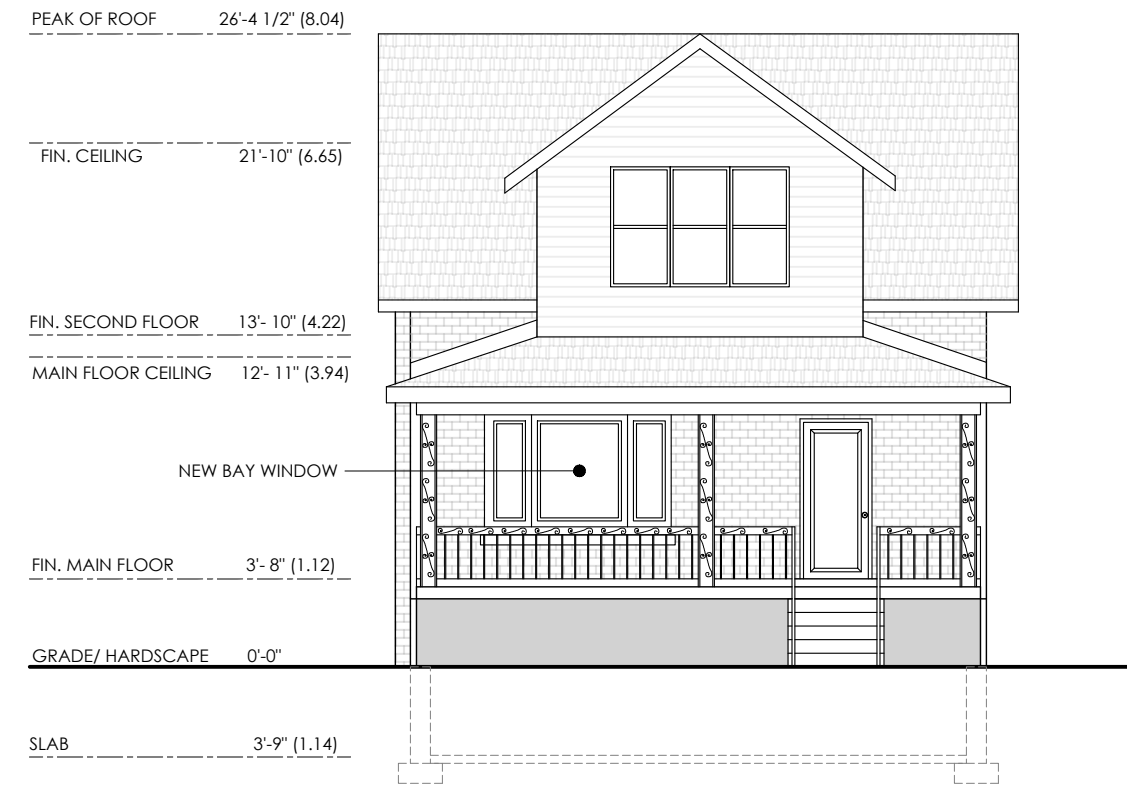 PEAK OF ROOF 26'-4 1/2" (8.04)
FIN. CEILING 21'-10" (6.65)
FIN. SECOND FLOOR 13'- 10" (4.22)
MAIN FLOOR CEILING 12'- 11" (3.94)
NEW BAY WINDOW
FIN. MAIN FLOOR 3'- 8" (1.12)
GRADE/ HARDSCAPE 0'-0"
SLAB 3'-9" (1.14)